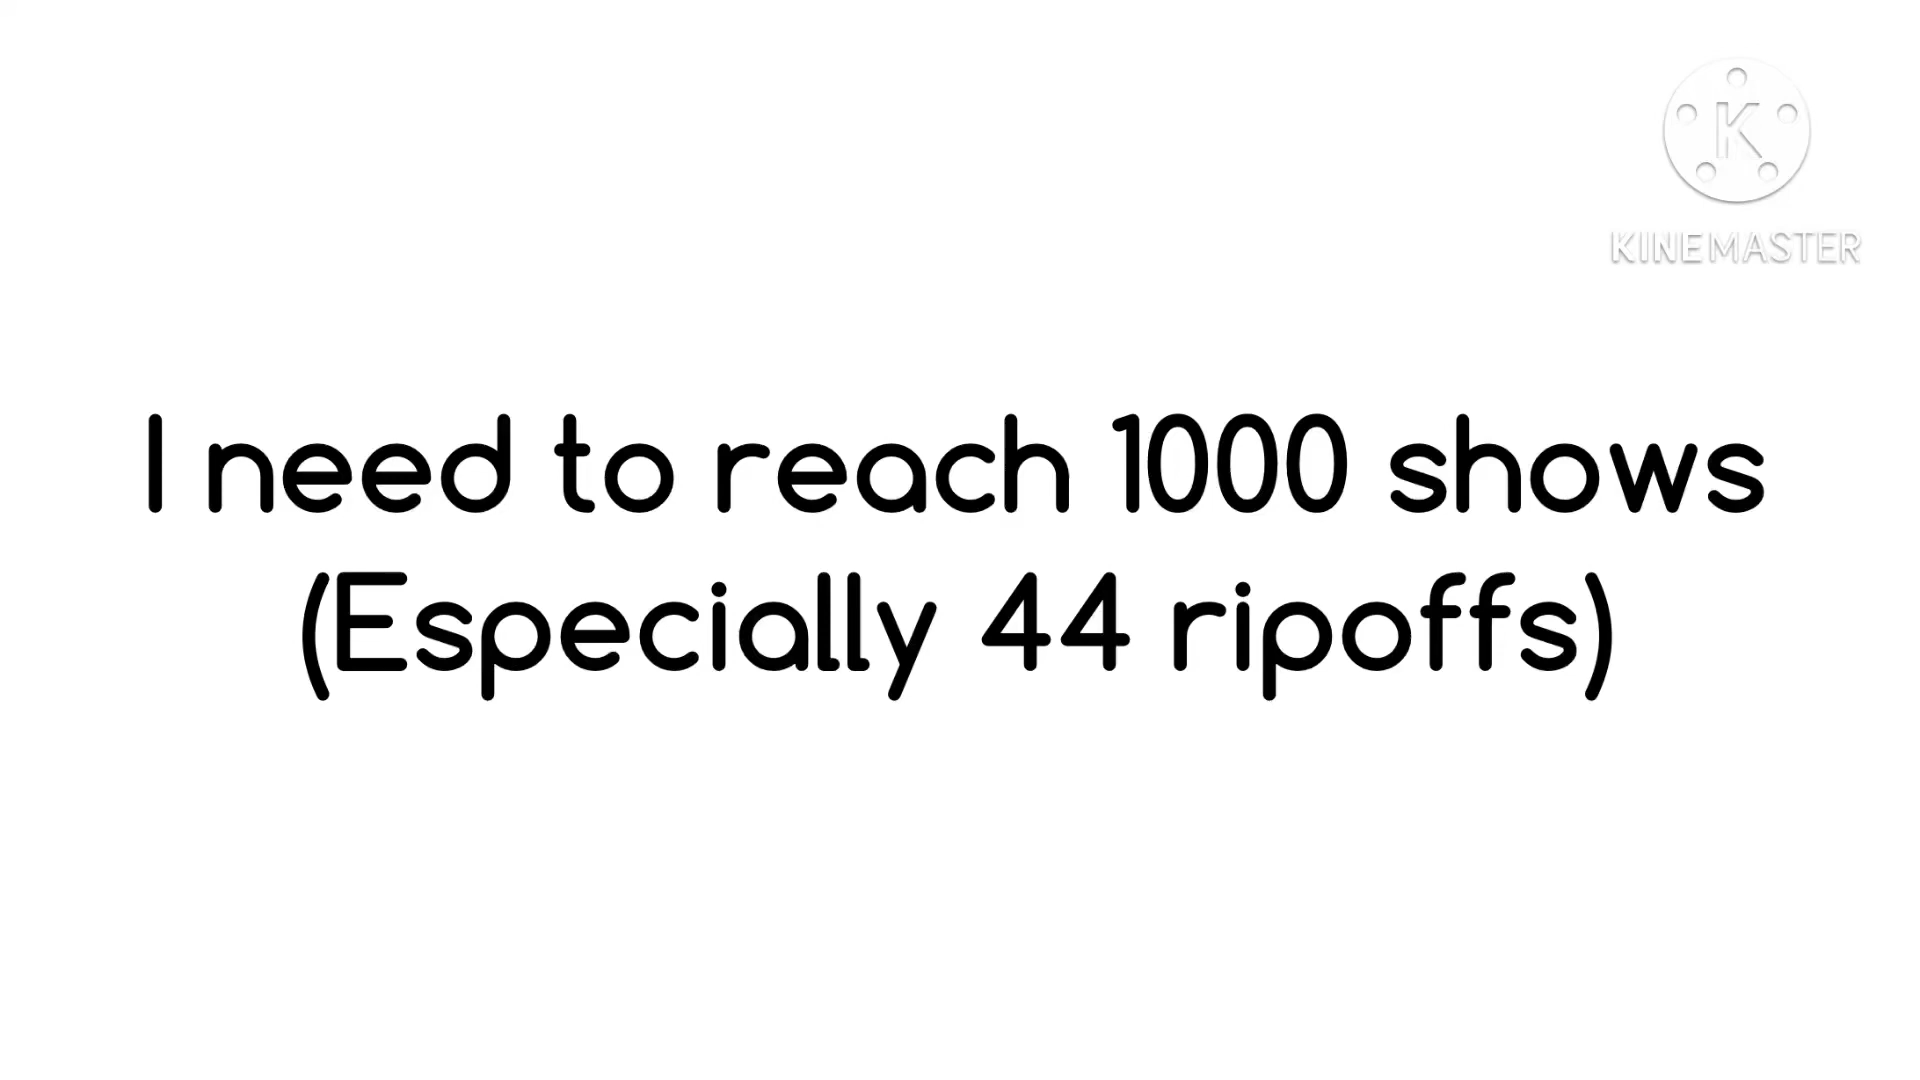 K
KINEMASTER
I need to reach 1000 shows
(Especially 44 ripoffs)